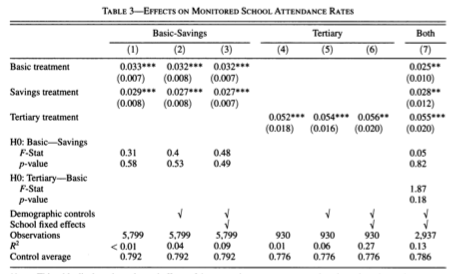 TABLE 3—EFFECTS ON MONITORED SCHOOL ATTENDANCE RATES
Basic-Savings Tertiary Both
(1) (2) (3) (4) (5) (6) (7)
Basic treatment 0.033*** 0.032*** 0.032*** 0.025**
(0.007) (0.008) (0.007) (0.010)
Savings treatment 0.029*** 0.027*** 0.027*** 0.028**
(0.008) (0.008) (0.007) (0.012)
Tertiary treatment 0.052*** 0.054*** 0.056** 0.055***
(0.018) (0.016) (0.020) (0.020)
H0: Basic—Savings
F-Stat 0.31 0.4 0.48 0.05
p-value 0.58 0.53 0.49 0.82
H0: Tertiary—Basic
F-Stat 1.87
p-value 0.18
Demographic controls √ √ √ √ √
School fixed effects √ √ √
Observations 5,799 5,799 5,799 930 930 930 2,937
R² < 0.01 0.04 0.09 0.01 0.06 0.27 0.13
Control average 0.792 0.792 0.792 0.776 0.776 0.776 0.786